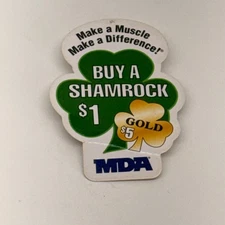 Make a Muscle
Make a Difference!®
BUY A
SHAMROCK
$1
GOLD
$5
MDA